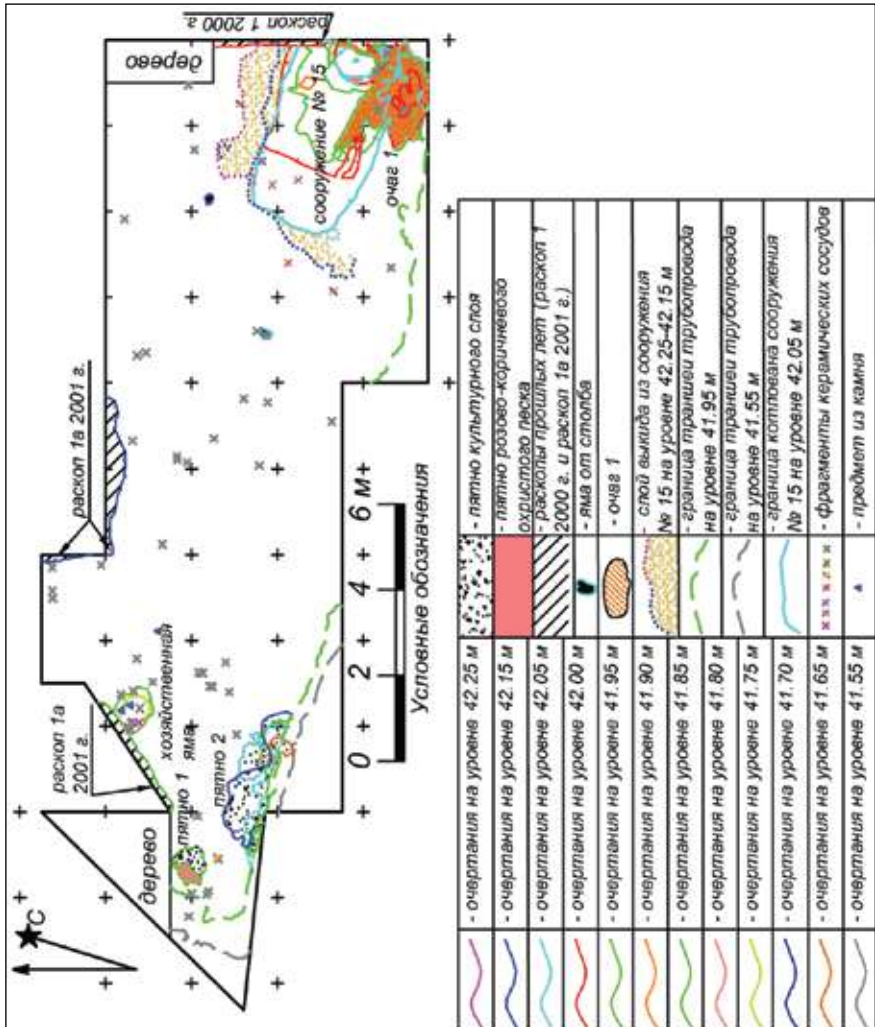 С
раскоп 1а
2001 г.
раскоп 1а 2001 г.
раскоп 1 2000 г.
дерево
дерево
пятно 1
хозяйственная
яма
пятно 2
сооружение № 15
очаг 1
0 2 4 6 м
Условные обозначения
- очертания на уровне 42.25 м
- очертания на уровне 42.15 м
- очертания на уровне 42.05 м
- очертания на уровне 42.00 м
- очертания на уровне 41.95 м
- очертания на уровне 41.90 м
- очертания на уровне 41.85 м
- очертания на уровне 41.80 м
- очертания на уровне 41.75 м
- очертания на уровне 41.70 м
- очертания на уровне 41.65 м
- очертания на уровне 41.55 м
- пятно культурного слоя
- пятно розово-коричневого
охристого песка
- раскопы прошлых лет (раскоп 1
2000 г. и раскоп 1а 2001 г.)
- яма от столба
- очаг 1
- слой выкида из сооружения
№ 15 на уровне 42.25-42.15 м
- граница траншеи трубопровода
на уровне 41.95 м
- граница траншеи трубопровода
на уровне 41.55 м
- граница котлована сооружения
№ 15 на уровне 42.05 м
- фрагменты керамических сосудов
- предмет из камня